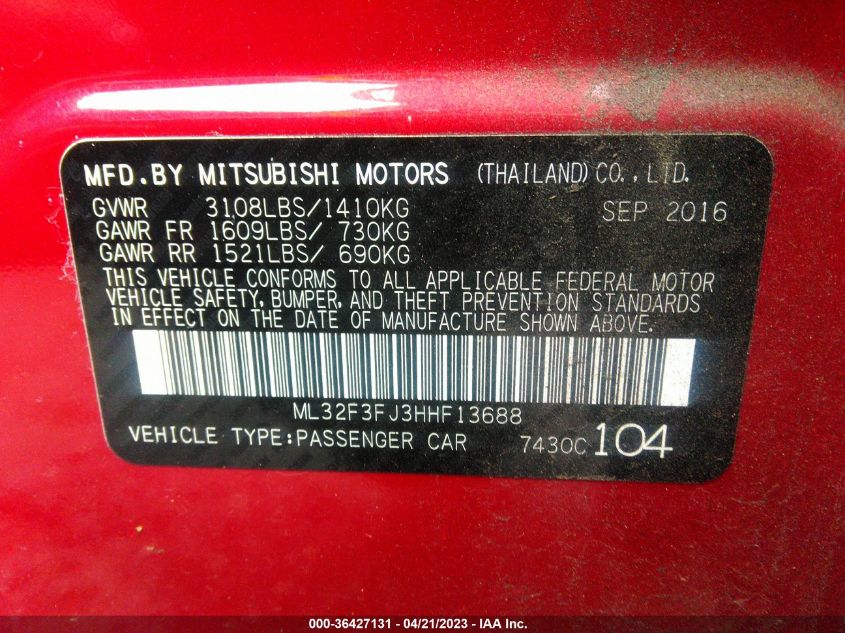 MFD.BY MITSUBISHI MOTORS (THAILAND) CO., LTD.
GVWR 3108LBS/1410KG SEP 2016
GAWR FR 1609LBS/ 730KG
GAWR RR 1521LBS/ 690KG
THIS VEHICLE CONFORMS TO ALL APPLICABLE FEDERAL MOTOR
VEHICLE SAFETY, BUMPER, AND THEFT PREVENTION STANDARDS
IN EFFECT ON THE DATE OF MANUFACTURE SHOWN ABOVE.
ML32F3FJ3HHF13688
VEHICLE TYPE:PASSENGER CAR 7430C 104
000-36427131 - 04/21/2023 - IAA Inc.